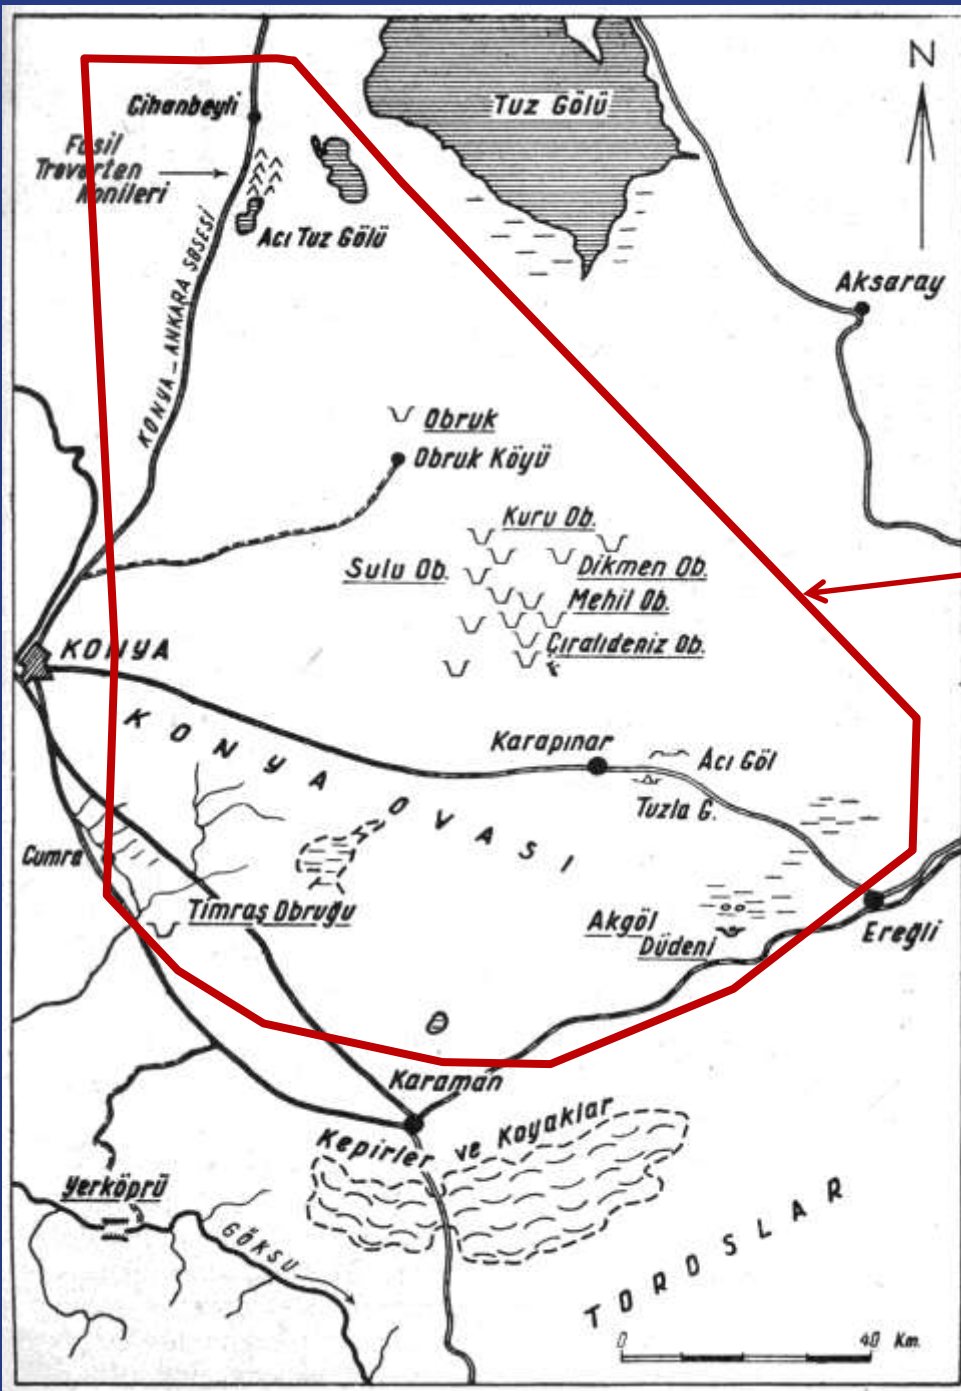 N
Tuz Gölü
Cihanbeyli
Fosil
Traverten
Konileri
Acı Tuz Gölü
KONYA – ANKARA ŞOSESİ
Aksaray
Obruk
Obruk Köyü
Kuru Ob.
Sulu Ob.
Dikmen Ob.
Mehil Ob.
Çıralıdeniz Ob.
KONYA
KONYA OVASI
Karapınar
Acı Göl
Tuzla G.
Cumra
Timraş Obruğu
Akgöl
Düdeni
Ereğli
Karaman
Kepirler ve Koyaklar
Yerköprü
GÖKSU
TOROSLAR
0 40 Km.